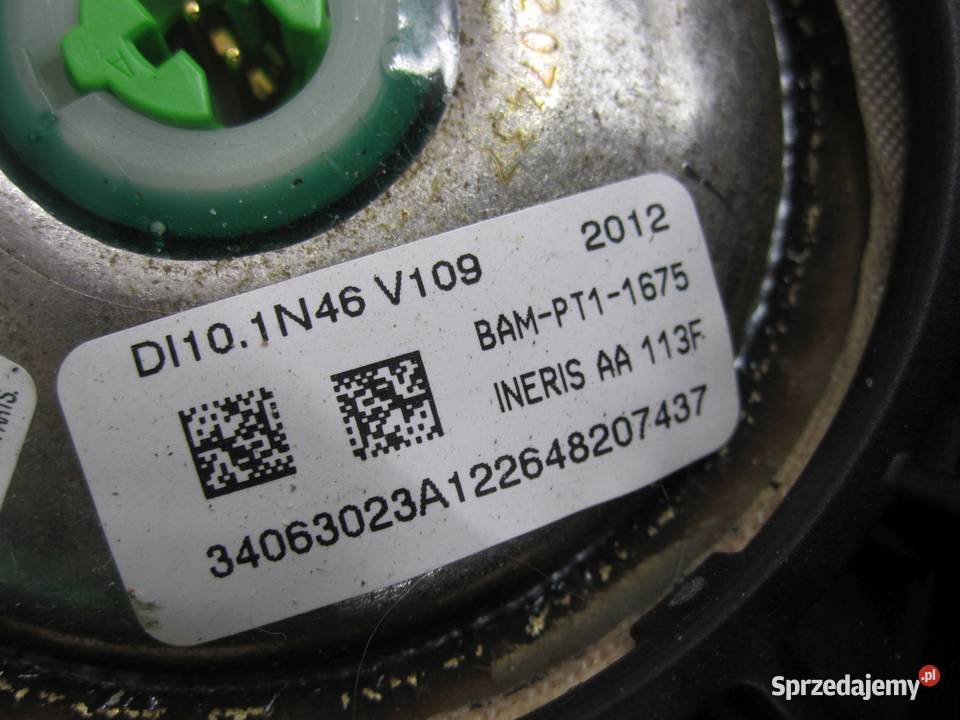 A
DI10.1N46 V109
2012
BAM-PT1-1675
INERIS AA 113F
34063023A122648207437
Sprzedajemy.pl